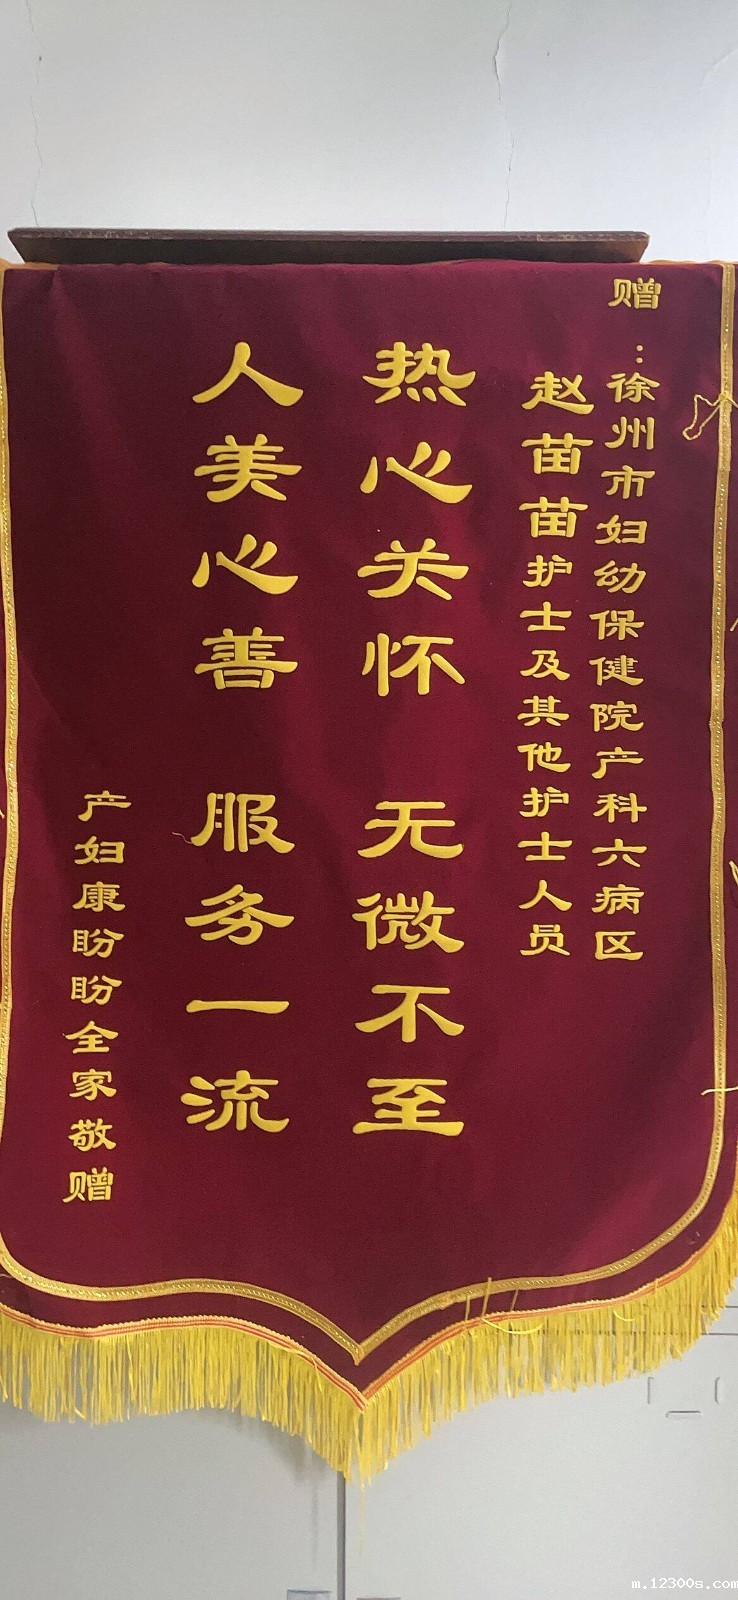 赠：徐州市妇幼保健院产科六病区
赵苗苗护士及其他护士人员
热心关怀 无微不至
人美心善 服务一流
产妇康盼盼全家敬赠
m.12300s.com